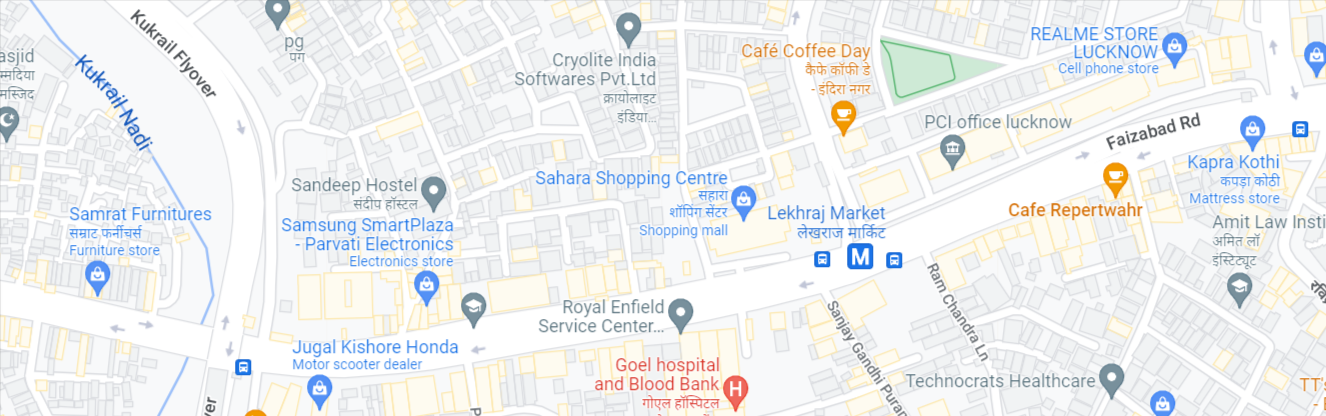 Kukrail Flyover
Kukrail Nadi
asjid
pg
पग
Cryolite India
Softwares Pvt.Ltd
क्रायोलाइट
इंडिया...
Café Coffee Day
कैफे कॉफी डे
- इंदिरा नगर
REALME STORE
LUCKNOW
Cell phone store
PCI office lucknow
Faizabad Rd
Kapra Kothi
कपड़ा कोठी
Mattress store
Cafe Repertwahr
Amit Law Insti
अमित लॉ
इंस्टिट्यूट
Sandeep Hostel
संदीप हॉस्टल
Sahara Shopping Centre
सहारा
शॉपिंग सेंटर
Shopping mall
Lekhraj Market
लेखराज मार्किट
M
Samrat Furnitures
सम्राट फर्नीचर्स
Furniture store
Samsung SmartPlaza
- Parvati Electronics
Electronics store
Royal Enfield
Service Center...
Jugal Kishore Honda
Motor scooter dealer
Goel hospital
and Blood Bank
गोएल हॉस्पिटल
H
Sanjay Gandhi Puram
Ram Chandra Ln
Technocrats Healthcare
TT's